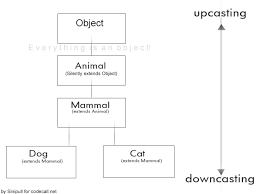 Object
upcasting
Everything is an object!
Animal
(Silently extends Object)
Mammal
(extends Animal)
Dog
(extends Mammal)
Cat
(extends Mammal)
downcasting
by Sinipull for codecall.net